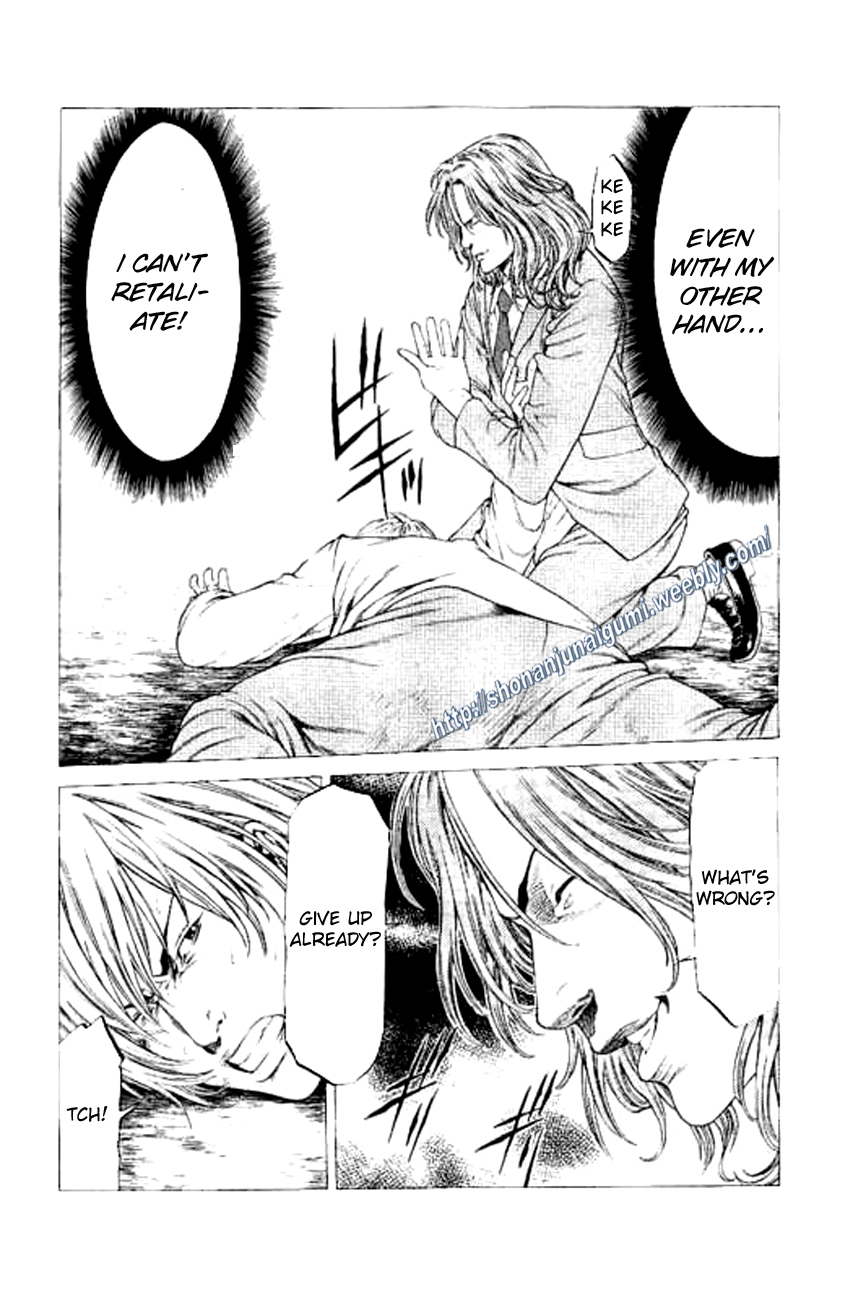 KE
KE
KE
EVEN
WITH MY
OTHER
HAND...
I CAN'T
RETALI-
ATE!
http://shonanjunaigumi.weebly.com/
WHAT'S
WRONG?
GIVE UP
ALREADY?
TCH!